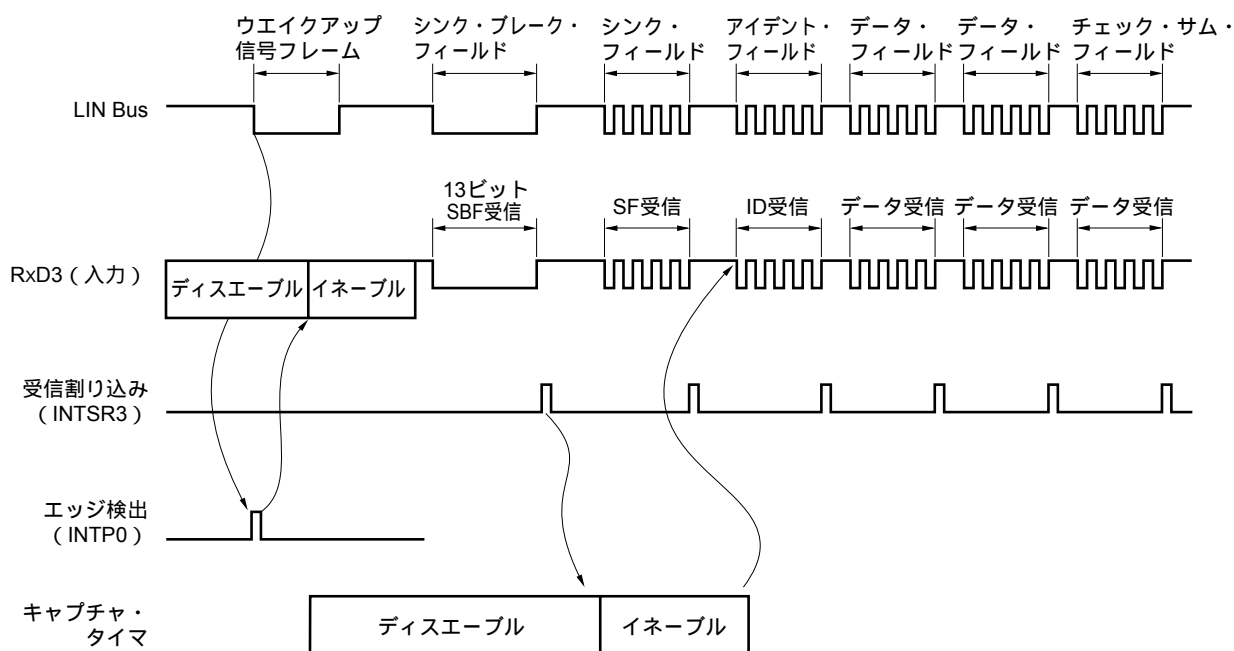 ウエイクアップ
信号フレーム
シンク・ブレーク・
フィールド
シンク・
フィールド
アイデント・
フィールド
データ・
フィールド
データ・
フィールド
チェック・サム・
フィールド
LIN Bus
13ビット
SBF受信
SF受信
ID受信
データ受信
データ受信
データ受信
RxD3（入力）
ディスエーブル
イネーブル
受信割り込み
（INTSR3）
エッジ検出
（INTP0）
キャプチャ・
タイマ
ディスエーブル
イネーブル